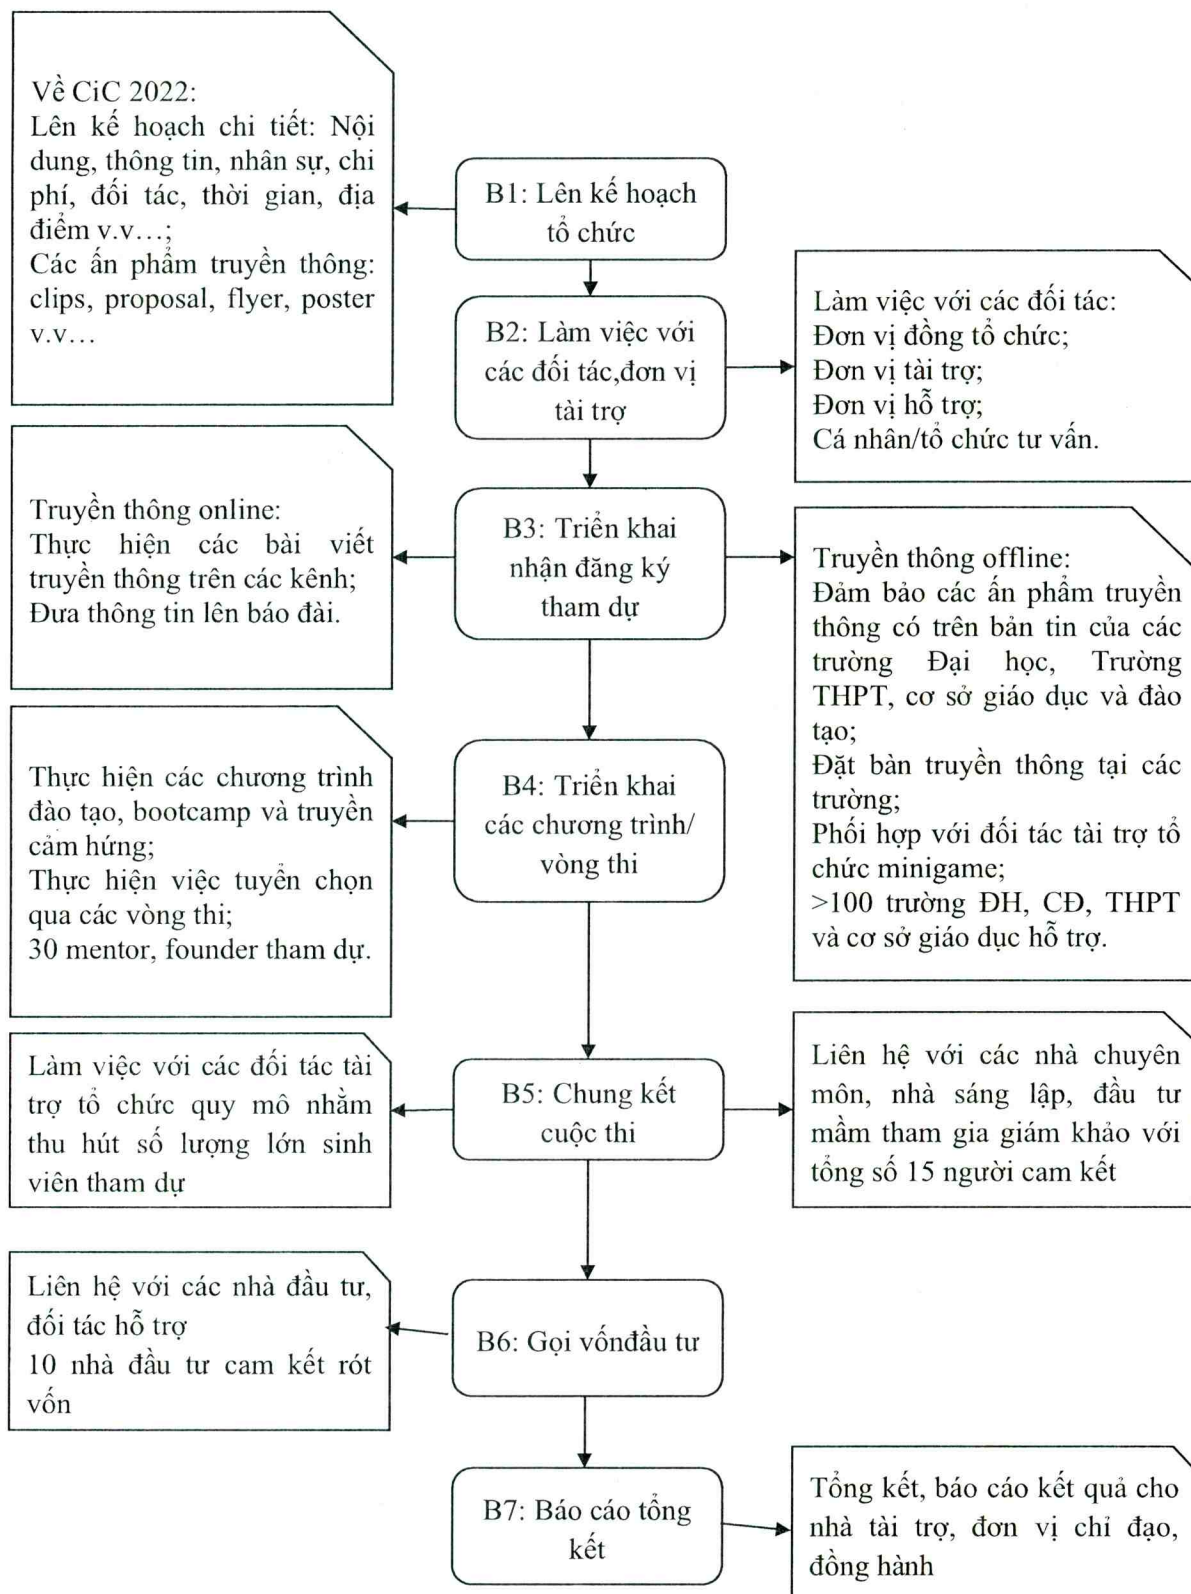 Về CiC 2022:
Lên kế hoạch chi tiết: Nội
dung, thông tin, nhân sự, chi
phí, đối tác, thời gian, địa
điểm v.v…;
Các ấn phẩm truyền thông:
clips, proposal, flyer, poster
v.v…
B1: Lên kế hoạch
tổ chức
B2: Làm việc với
các đối tác,đơn vị
tài trợ
Làm việc với các đối tác:
Đơn vị đồng tổ chức;
Đơn vị tài trợ;
Đơn vị hỗ trợ;
Cá nhân/tổ chức tư vấn.
Truyền thông online:
Thực hiện các bài viết
truyền thông trên các kênh;
Đưa thông tin lên báo đài.
B3: Triển khai
nhận đăng ký
tham dự
Truyền thông offline:
Đảm bảo các ấn phẩm truyền
thông có trên bản tin của các
trường Đại học, Trường
THPT, cơ sở giáo dục và đào
tạo;
Đặt bàn truyền thông tại các
trường;
Phối hợp với đối tác tài trợ tổ
chức minigame;
>100 trường ĐH, CĐ, THPT
và cơ sở giáo dục hỗ trợ.
Thực hiện các chương trình
đào tạo, bootcamp và truyền
cảm hứng;
Thực hiện việc tuyển chọn
qua các vòng thi;
30 mentor, founder tham dự.
B4: Triển khai
các chương trình/
vòng thi
Làm việc với các đối tác tài
trợ tổ chức quy mô nhằm
thu hút số lượng lớn sinh
viên tham dự
B5: Chung kết
cuộc thi
Liên hệ với các nhà chuyên
môn, nhà sáng lập, đầu tư
mầm tham gia giám khảo với
tổng số 15 người cam kết
Liên hệ với các nhà đầu tư,
đối tác hỗ trợ
10 nhà đầu tư cam kết rót
vốn
B6: Gọi vốnđầu tư
B7: Báo cáo tổng
kết
Tổng kết, báo cáo kết quả cho
nhà tài trợ, đơn vị chỉ đạo,
đồng hành